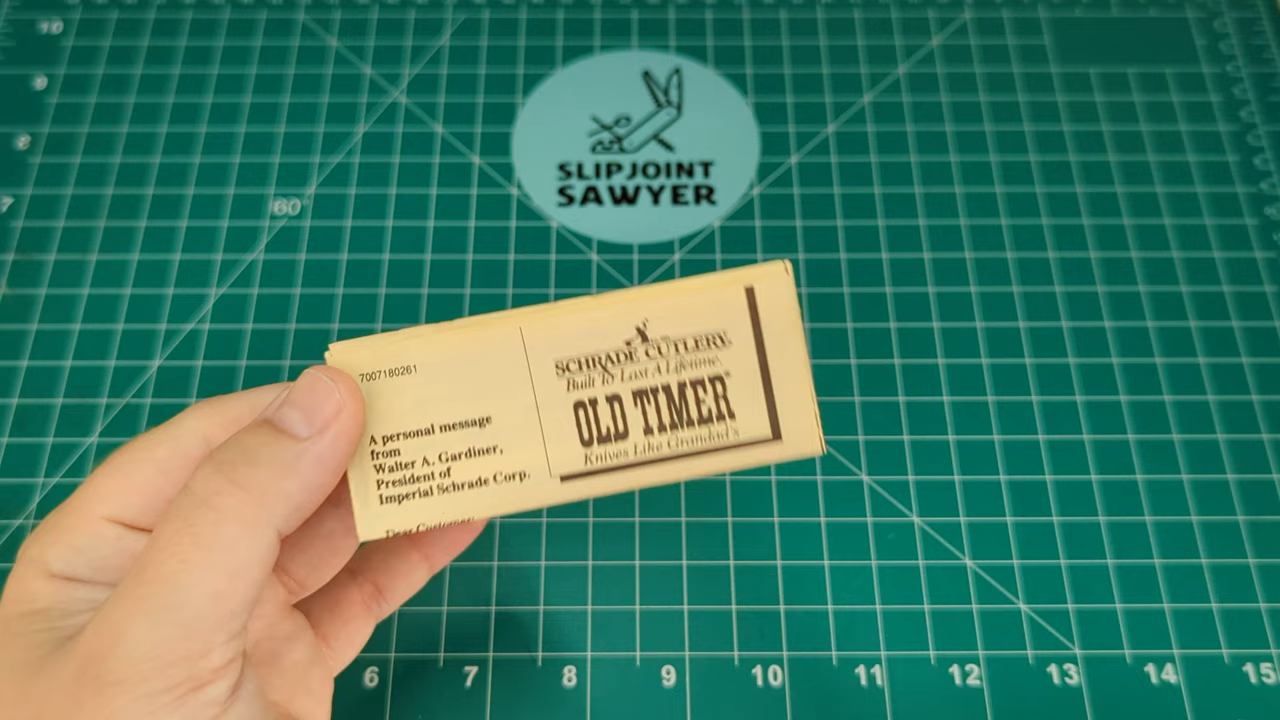 10
9
8
7
60°
SLIPJOINT
SAWYER
7007180261
A personal message
from
Walter A. Gardiner,
President of
Imperial Schrade Corp.
Dear Customer:
SCHRADE CUTLERY
Built To Last A Lifetime.
OLD TIMER®
Knives Like Grandad's
6 7 8 9 10 11 12 13 14 15